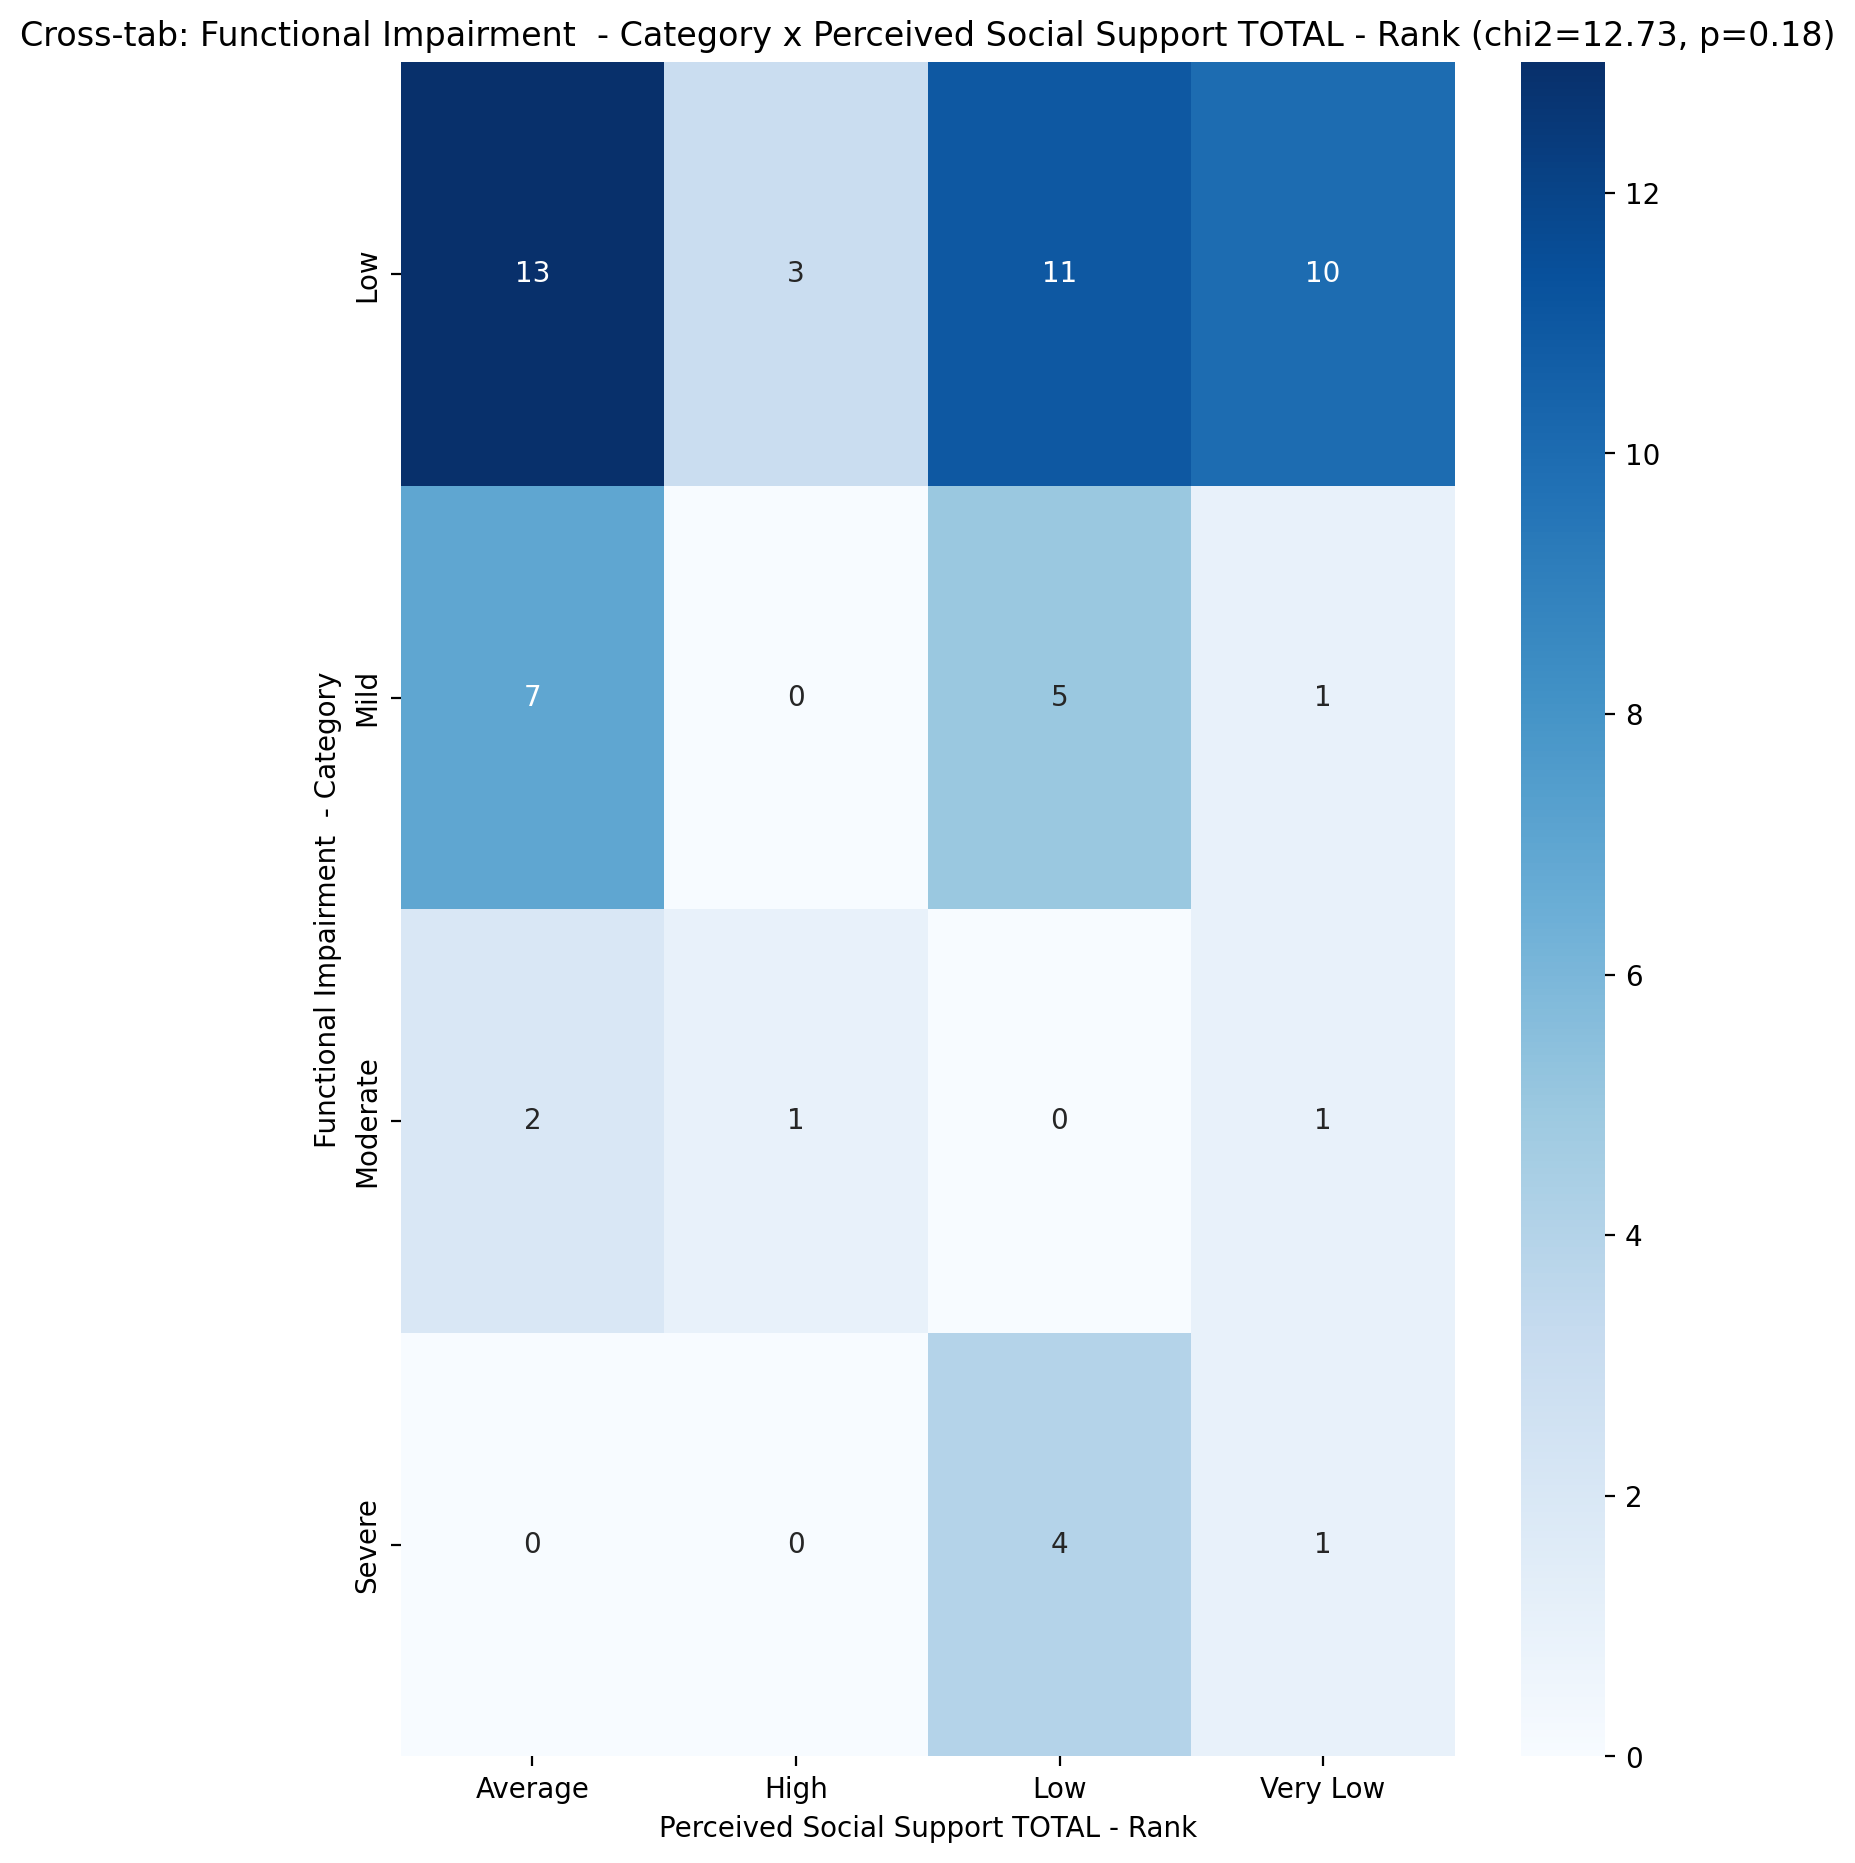 Cross-tab: Functional Impairment  - Category x Perceived Social Support TOTAL - Rank (chi2=12.73, p=0.18)
Functional Impairment  - Category
Low
13 3 11 10
Mild
7 0 5 1
Moderate
2 1 0 1
Severe
0 0 4 1
Average High Low Very Low
Perceived Social Support TOTAL - Rank
12
10
8
6
4
2
0